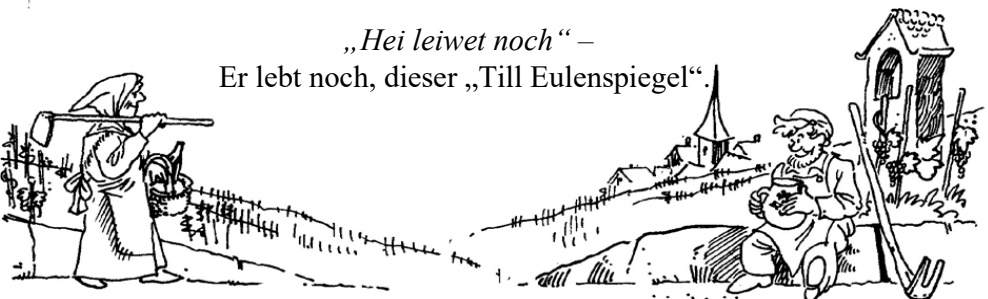 „Hei leiwet noch“ –
Er lebt noch, dieser „Till Eulenspiegel“.